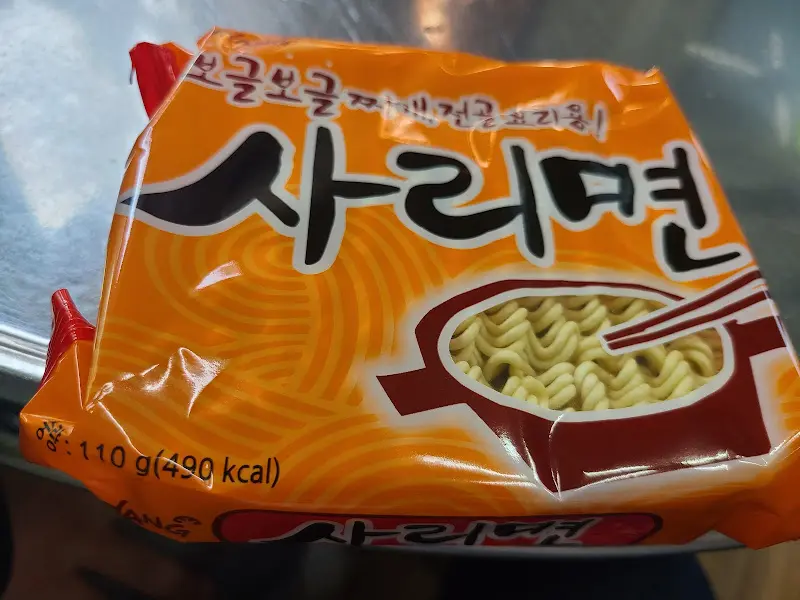 보글보글 찌개, 전골 요리용!
사리면
양: 110 g(490 kcal)
사리면